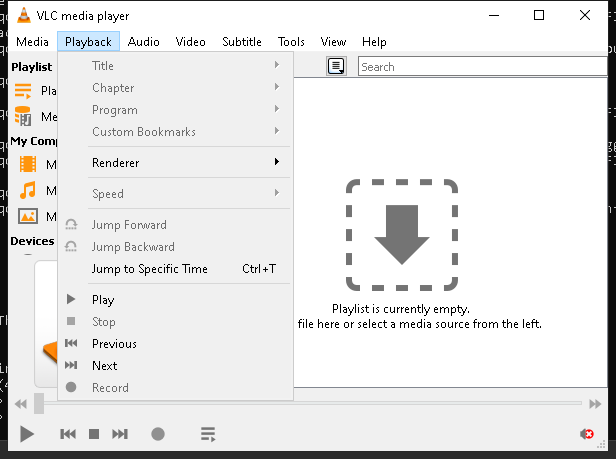 VLC media player
Media Playback Audio Video Subtitle Tools View Help
Playlist
Search
Title
Chapter
Program
Custom Bookmarks
Renderer
Speed
Jump Forward
Jump Backward
Jump to Specific Time Ctrl+T
Play
Stop
Previous
Next
Record
My Comp
Devices
Playlist is currently empty.
file here or select a media source from the left.